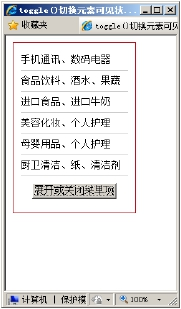 toggle()切换元素可见状...
收藏夹
toggle()切换元素可见
手机通讯、数码电器
食品饮料、酒水、果蔬
进口食品、进口牛奶
美容化妆、个人护理
母婴用品、个人护理
厨卫清洁、纸、清洁剂
展开或关闭菜单项
计算机 | 保护模
100%